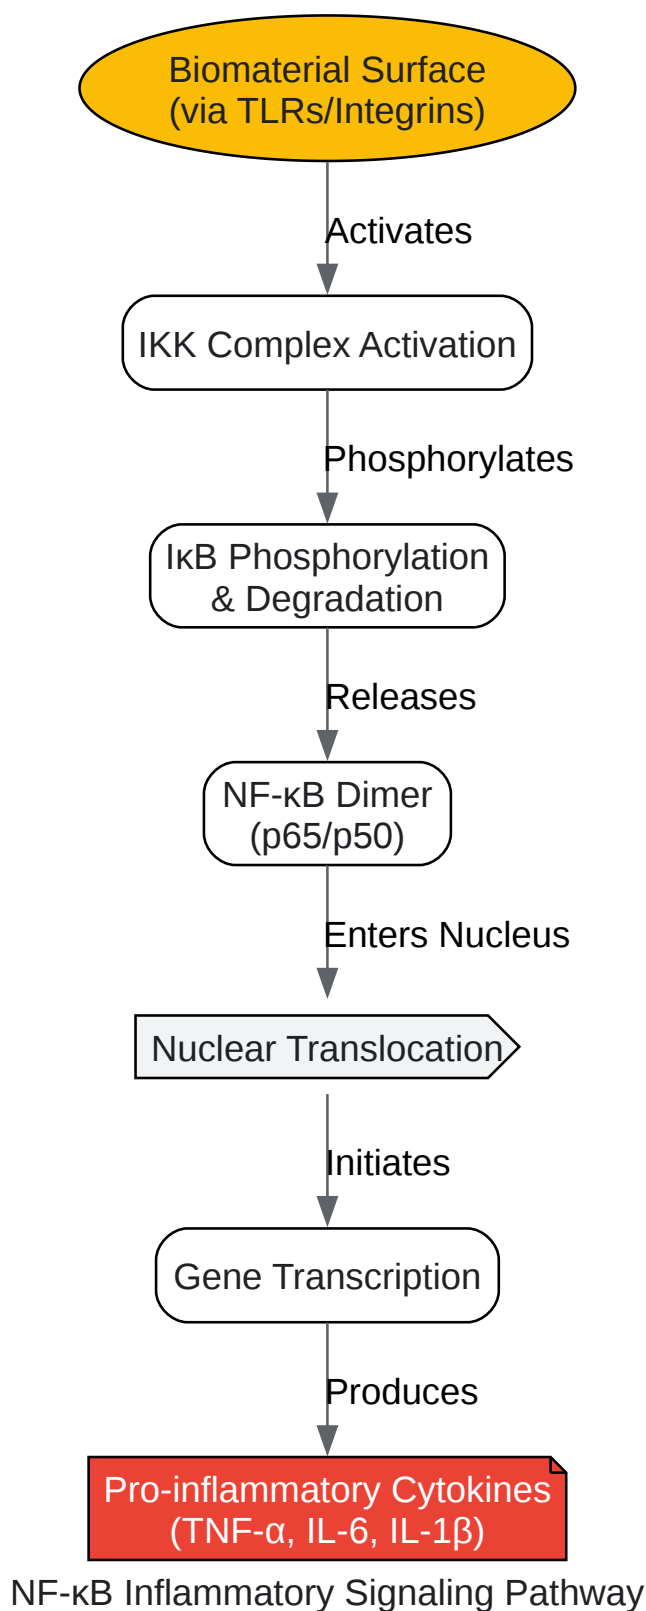 Biomaterial Surface
(via TLRs/Integrins)
Activates
IKK Complex Activation
Phosphorylates
IκB Phosphorylation
& Degradation
Releases
NF-κB Dimer
(p65/p50)
Enters Nucleus
Nuclear Translocation
Initiates
Gene Transcription
Produces
Pro-inflammatory Cytokines
(TNF-α, IL-6, IL-1β)
NF-κB Inflammatory Signaling Pathway